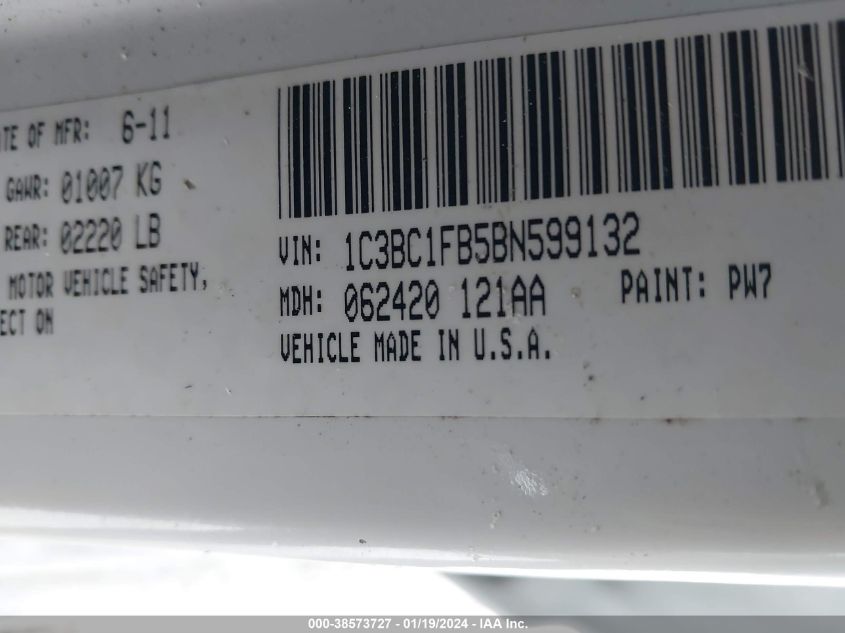 ATE OF MFR: 6-11
GAWR: 01007 KG
REAR: 02220 LB
MOTOR VEHICLE SAFETY,
ECT ON
VIN: 1C3BC1FB5BN599132
MDH: 062420 121AA PAINT: PW7
VEHICLE MADE IN U.S.A.
000-38573727 - 01/19/2024 - IAA Inc.